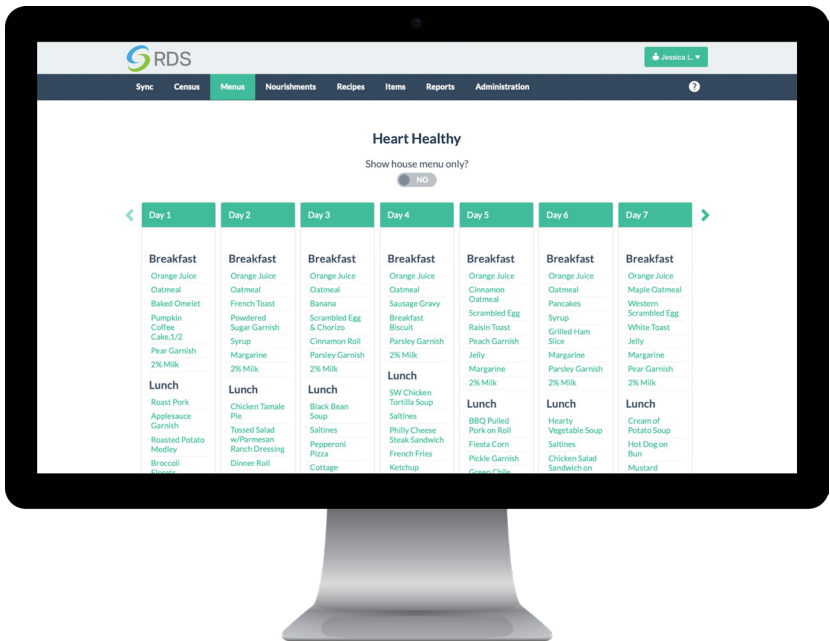 RDS
Jessica L.
Sync Census Menus Nourishments Recipes Items Reports Administration ?
Heart Healthy
Show house menu only?
NO
Day 1
Breakfast
Orange Juice
Oatmeal
Baked Omelet
Pumpkin
Coffee
Cake,1/2
Pear Garnish
2% Milk
Lunch
Roast Pork
Applesauce
Garnish
Roasted Potato
Medley
Broccoli
Florets
Day 2
Breakfast
Orange Juice
Oatmeal
French Toast
Powdered
Sugar Garnish
Syrup
Margarine
2% Milk
Lunch
Chicken Tamale
Pie
Tossed Salad
w/Parmesan
Ranch Dressing
Dinner Roll
Day 3
Breakfast
Orange Juice
Oatmeal
Banana
Scrambled Egg
& Chorizo
Cinnamon Roll
Parsley Garnish
2% Milk
Lunch
Black Bean
Soup
Saltines
Pepperoni
Pizza
Cottage
Day 4
Breakfast
Orange Juice
Oatmeal
Sausage Gravy
Breakfast
Biscuit
Parsley Garnish
2% Milk
Lunch
SW Chicken
Tortilla Soup
Saltines
Philly Cheese
Steak Sandwich
French Fries
Ketchup
Day 5
Breakfast
Orange Juice
Cinnamon
Oatmeal
Scrambled Egg
Raisin Toast
Peach Garnish
Jelly
Margarine
2% Milk
Lunch
BBQ Pulled
Pork on Roll
Fiesta Corn
Pickle Garnish
Green Chile
Day 6
Breakfast
Orange Juice
Oatmeal
Pancakes
Syrup
Grilled Ham
Slice
Margarine
Parsley Garnish
2% Milk
Lunch
Hearty
Vegetable Soup
Saltines
Chicken Salad
Sandwich on
Day 7
Breakfast
Orange Juice
Maple Oatmeal
Western
Scrambled Egg
White Toast
Jelly
Margarine
Pear Garnish
2% Milk
Lunch
Cream of
Potato Soup
Hot Dog on
Bun
Mustard